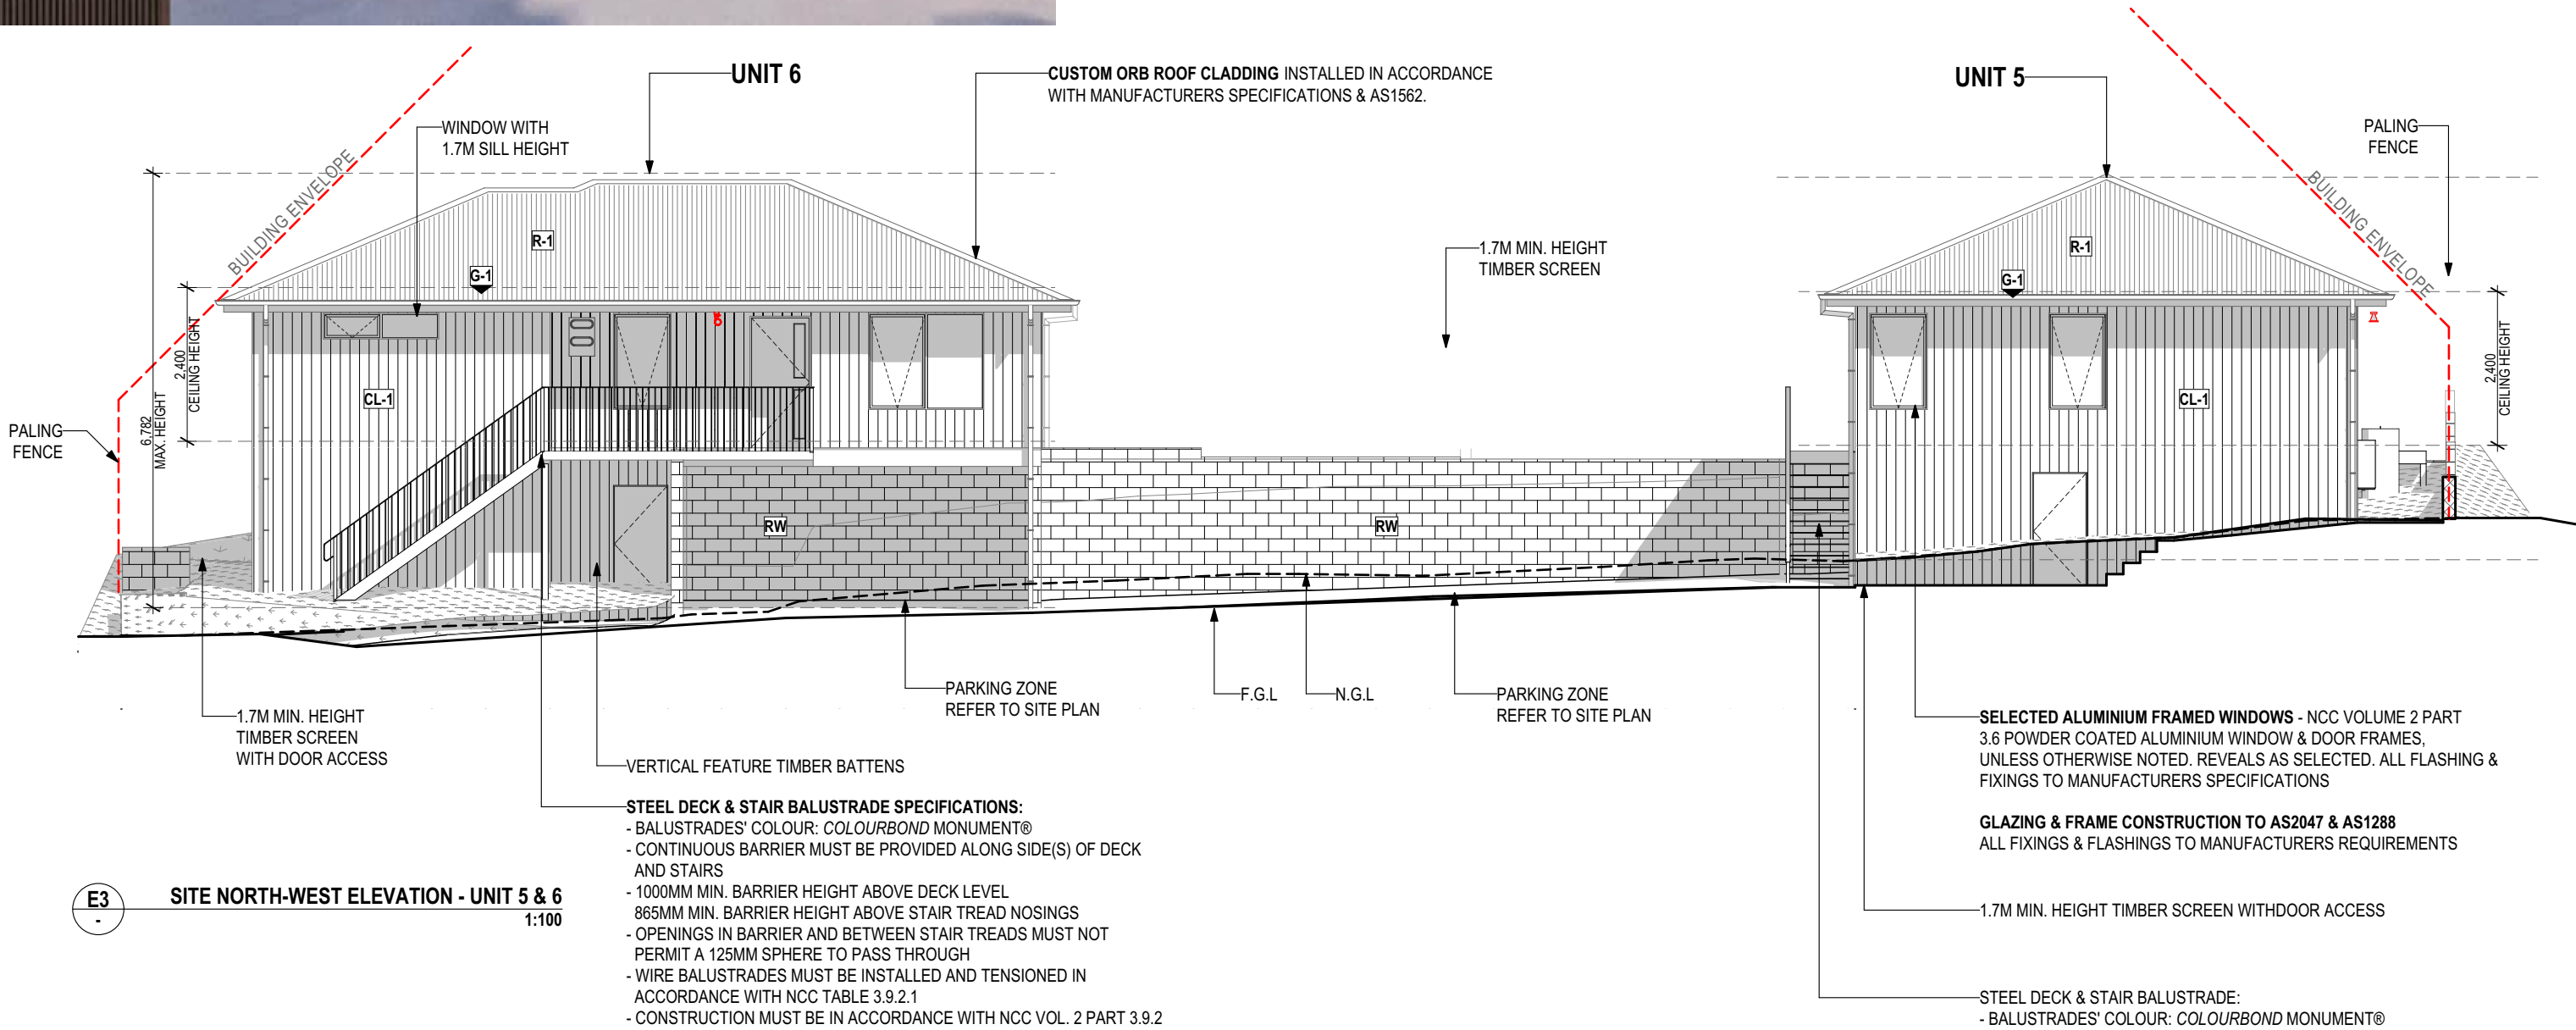 UNIT 6
CUSTOM ORB ROOF CLADDING INSTALLED IN ACCORDANCE
WITH MANUFACTURERS SPECIFICATIONS & AS1562.
UNIT 5
WINDOW WITH
1.7M SILL HEIGHT
PALING
FENCE
BUILDING ENVELOPE
BUILDING ENVELOPE
R-1
G-1
1.7M MIN. HEIGHT
TIMBER SCREEN
R-1
G-1
2,400
CEILING HEIGHT
6,782
MAX. HEIGHT
CL-1
CL-1
2,400
CEILING HEIGHT
PALING
FENCE
RW
RW
PARKING ZONE
REFER TO SITE PLAN
F.G.L
N.G.L
PARKING ZONE
REFER TO SITE PLAN
1.7M MIN. HEIGHT
TIMBER SCREEN
WITH DOOR ACCESS
VERTICAL FEATURE TIMBER BATTENS
STEEL DECK & STAIR BALUSTRADE SPECIFICATIONS:
- BALUSTRADES' COLOUR: COLOURBOND MONUMENT®
- CONTINUOUS BARRIER MUST BE PROVIDED ALONG SIDE(S) OF DECK
AND STAIRS
- 1000MM MIN. BARRIER HEIGHT ABOVE DECK LEVEL
865MM MIN. BARRIER HEIGHT ABOVE STAIR TREAD NOSINGS
- OPENINGS IN BARRIER AND BETWEEN STAIR TREADS MUST NOT
PERMIT A 125MM SPHERE TO PASS THROUGH
- WIRE BALUSTRADES MUST BE INSTALLED AND TENSIONED IN
ACCORDANCE WITH NCC TABLE 3.9.2.1
- CONSTRUCTION MUST BE IN ACCORDANCE WITH NCC VOL. 2 PART 3.9.2
SELECTED ALUMINIUM FRAMED WINDOWS - NCC VOLUME 2 PART
3.6 POWDER COATED ALUMINIUM WINDOW & DOOR FRAMES,
UNLESS OTHERWISE NOTED. REVEALS AS SELECTED. ALL FLASHING &
FIXINGS TO MANUFACTURERS SPECIFICATIONS
GLAZING & FRAME CONSTRUCTION TO AS2047 & AS1288
ALL FIXINGS & FLASHINGS TO MANUFACTURERS REQUIREMENTS
1.7M MIN. HEIGHT TIMBER SCREEN WITHDOOR ACCESS
STEEL DECK & STAIR BALUSTRADE:
- BALUSTRADES' COLOUR: COLOURBOND MONUMENT®
E3
-
SITE NORTH-WEST ELEVATION - UNIT 5 & 6
1:100